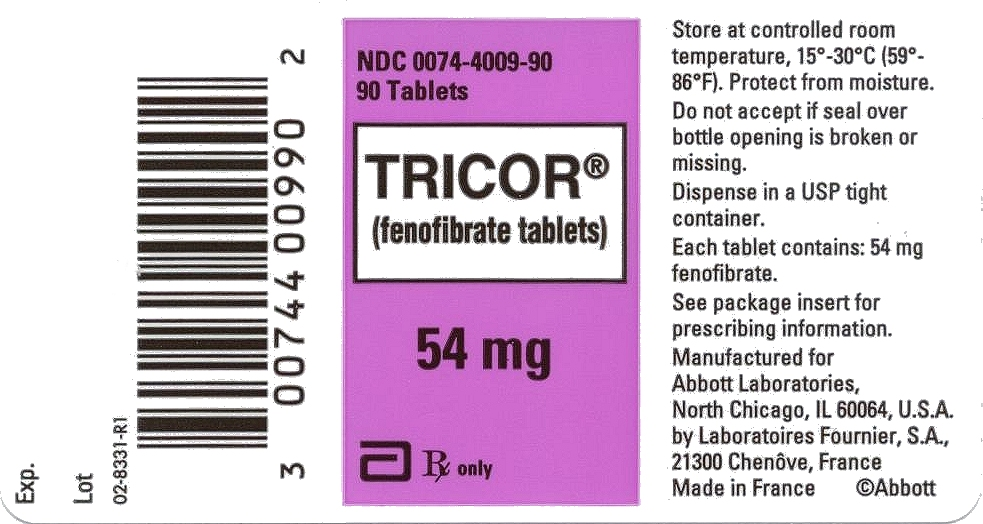 Exp.
Lot
02-8331-R1
3 00744 00990 2
NDC 0074-4009-90
90 Tablets
TRICOR®
(fenofibrate tablets)
54 mg
Rx only
Store at controlled room
temperature, 15°-30°C (59°-
86°F). Protect from moisture.
Do not accept if seal over
bottle opening is broken or
missing.
Dispense in a USP tight
container.
Each tablet contains: 54 mg
fenofibrate.
See package insert for
prescribing information.
Manufactured for
Abbott Laboratories,
North Chicago, IL 60064, U.S.A.
by Laboratoires Fournier, S.A.,
21300 Chenôve, France
Made in France ©Abbott